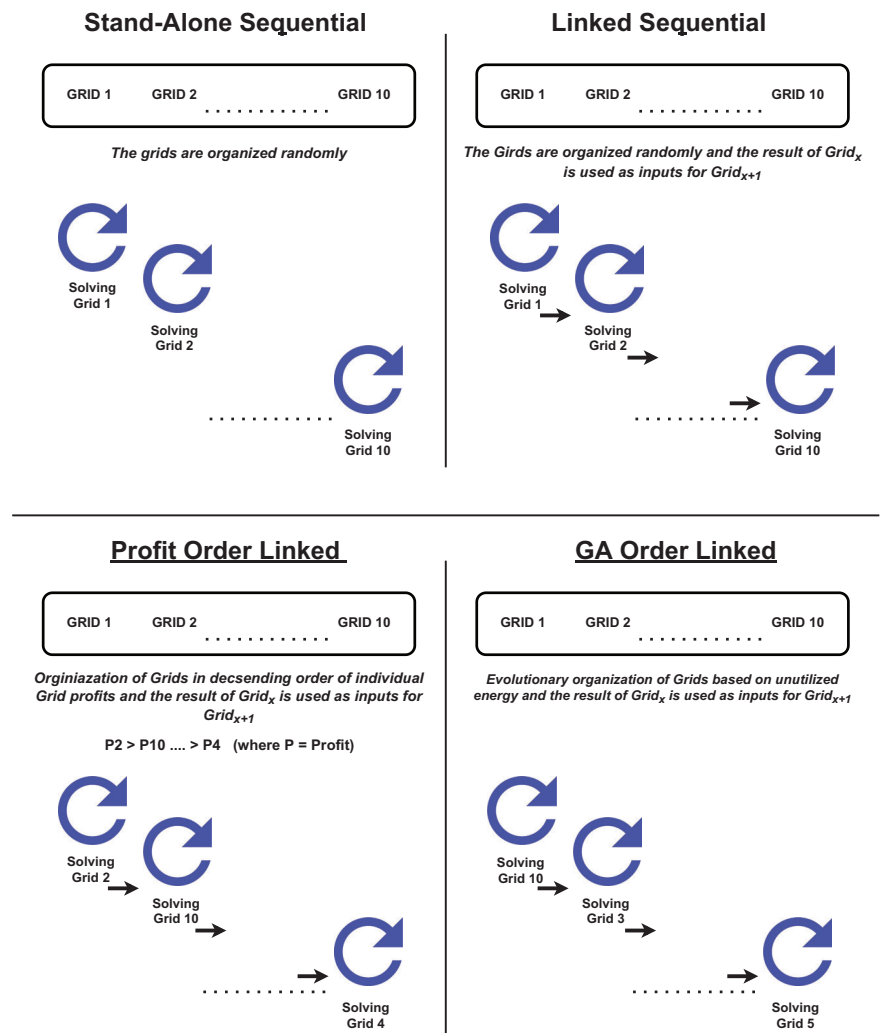 Stand-Alone Sequential
GRID 1 GRID 2 ............ GRID 10
The grids are organized randomly
Solving
Grid 1
Solving
Grid 2
............
Solving
Grid 10
Linked Sequential
GRID 1 GRID 2 ............ GRID 10
The Girds are organized randomly and the result of Gridx
is used as inputs for Gridx+1
Solving
Grid 1
Solving
Grid 2
............
Solving
Grid 10
Profit Order Linked
GRID 1 GRID 2 ............ GRID 10
Orginiazation of Grids in decsending order of individual
Grid profits and the result of Gridx is used as inputs for
Gridx+1
P2 > P10 .... > P4 (where P = Profit)
Solving
Grid 2
Solving
Grid 10
............
Solving
Grid 4
GA Order Linked
GRID 1 GRID 2 ............ GRID 10
Evolutionary organization of Grids based on unutilized
energy and the result of Gridx is used as inputs for Gridx+1
Solving
Grid 10
Solving
Grid 3
............
Solving
Grid 5